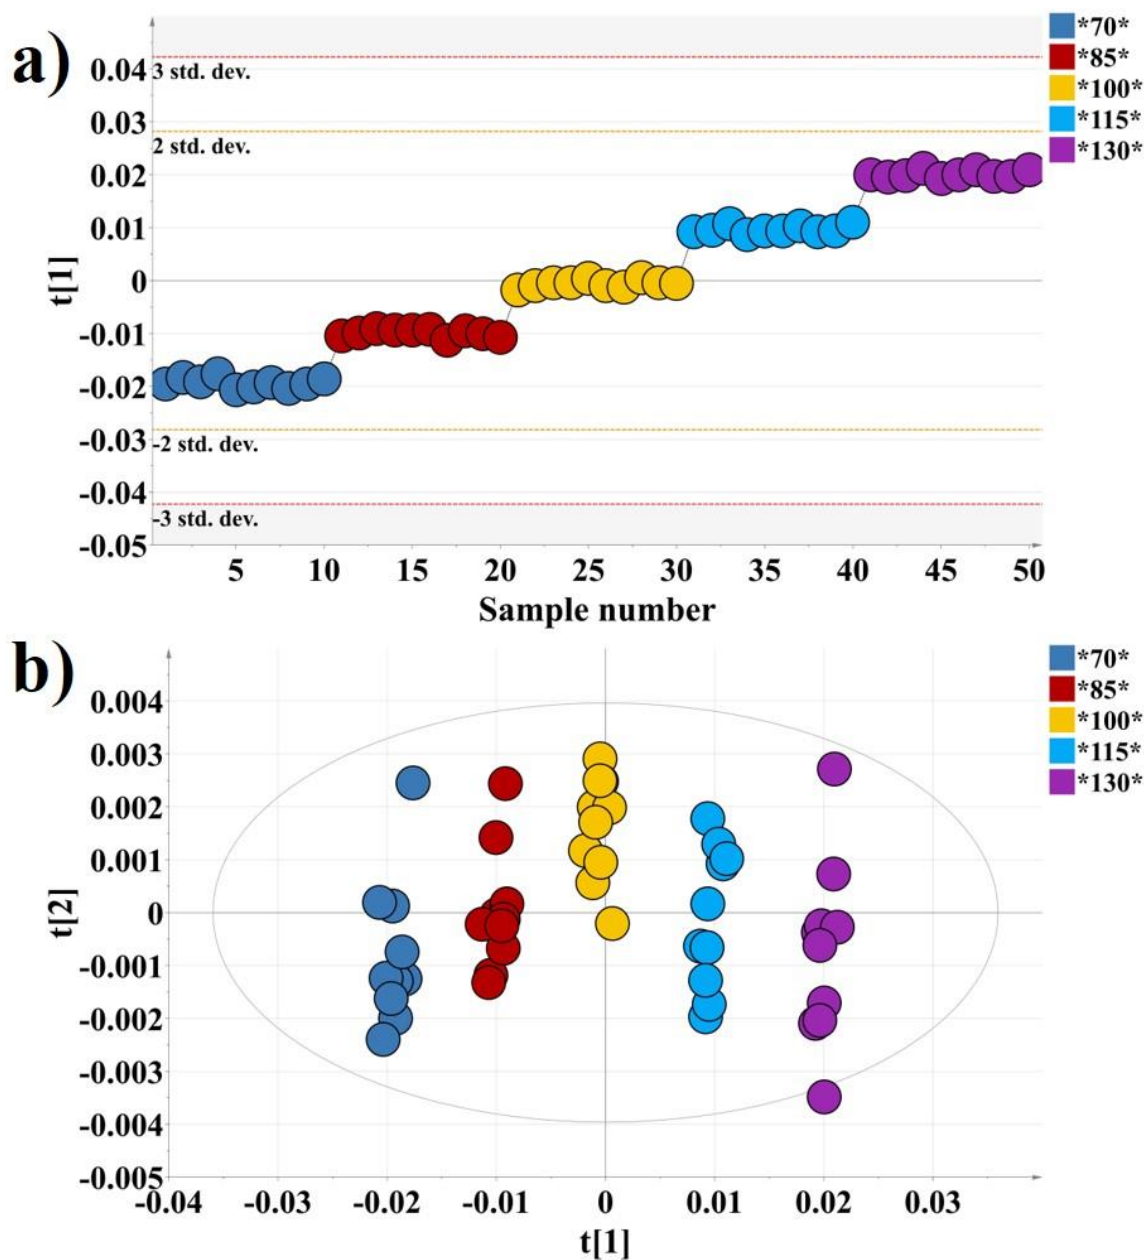 a)
t[1]
0.04
0.03
0.02
0.01
0
-0.01
-0.02
-0.03
-0.04
-0.05
3 std. dev.
2 std. dev.
-2 std. dev.
-3 std. dev.
5 10 15 20 25 30 35 40 45 50
Sample number
*70*
*85*
*100*
*115*
*130*
b)
t[2]
0.004
0.003
0.002
0.001
0
-0.001
-0.002
-0.003
-0.004
-0.005
-0.04 -0.03 -0.02 -0.01 0 0.01 0.02 0.03
t[1]
*70*
*85*
*100*
*115*
*130*